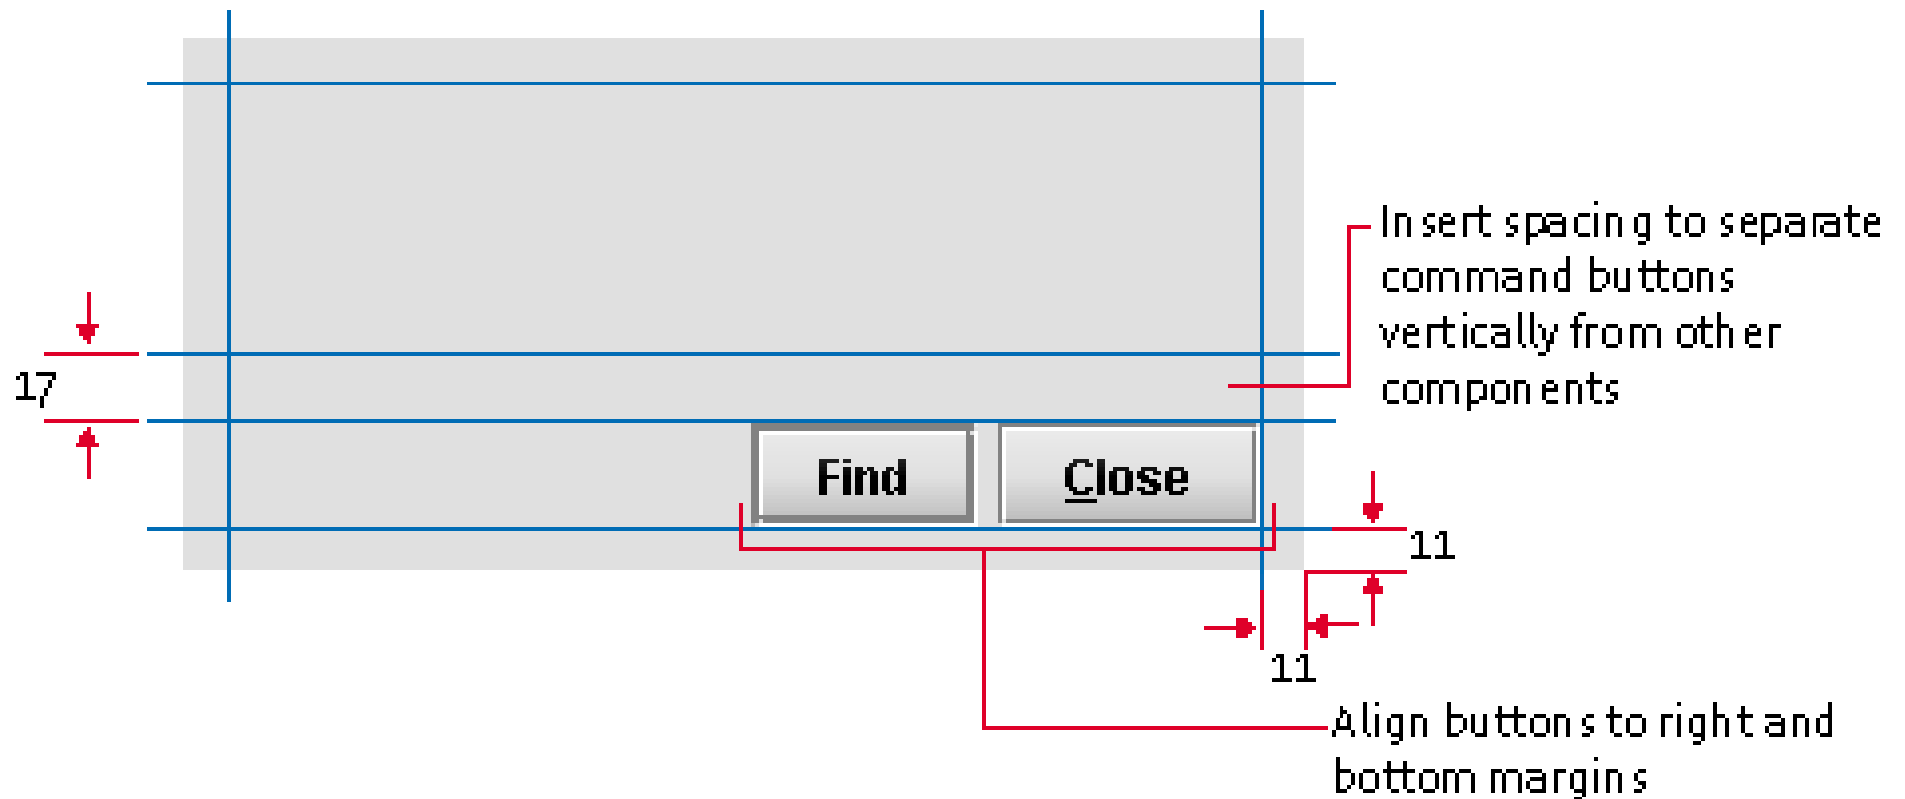 Insert spacing to separate
command buttons
vertically from other
components
17
Find Close
11
11
Align buttons to right and
bottom margins